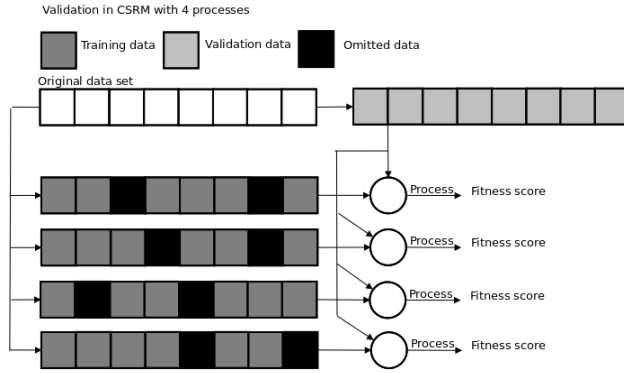 Validation in CSRM with 4 processes
Training data
Validation data
Omitted data
Original data set
Process
Fitness score
Process
Fitness score
Process
Fitness score
Process
Fitness score